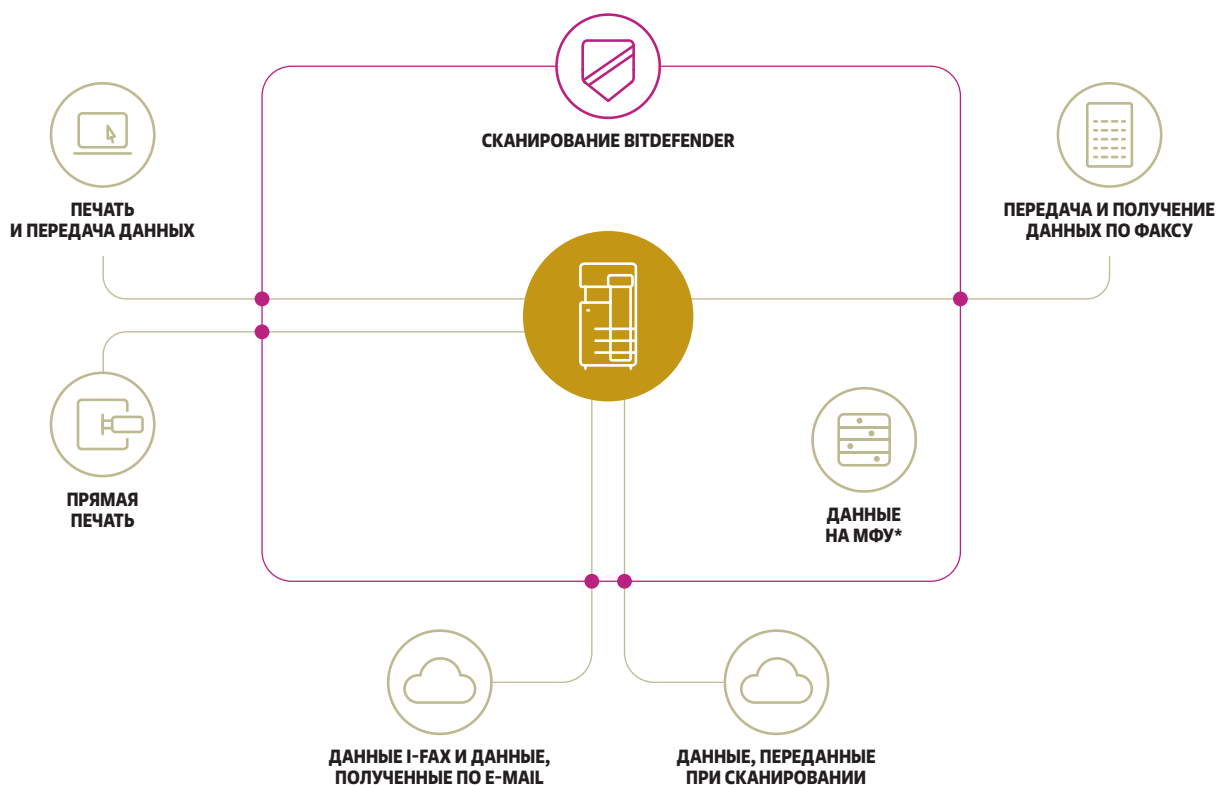 СКАНИРОВАНИЕ BITDEFENDER
ПЕЧАТЬ
И ПЕРЕДАЧА ДАННЫХ
ПЕРЕДАЧА И ПОЛУЧЕНИЕ
ДАННЫХ ПО ФАКСУ
ПРЯМАЯ
ПЕЧАТЬ
ДАННЫЕ
НА МФУ*
ДАННЫЕ I-FAX И ДАННЫЕ,
ПОЛУЧЕННЫЕ ПО E-MAIL
ДАННЫЕ, ПЕРЕДАННЫЕ
ПРИ СКАНИРОВАНИИ